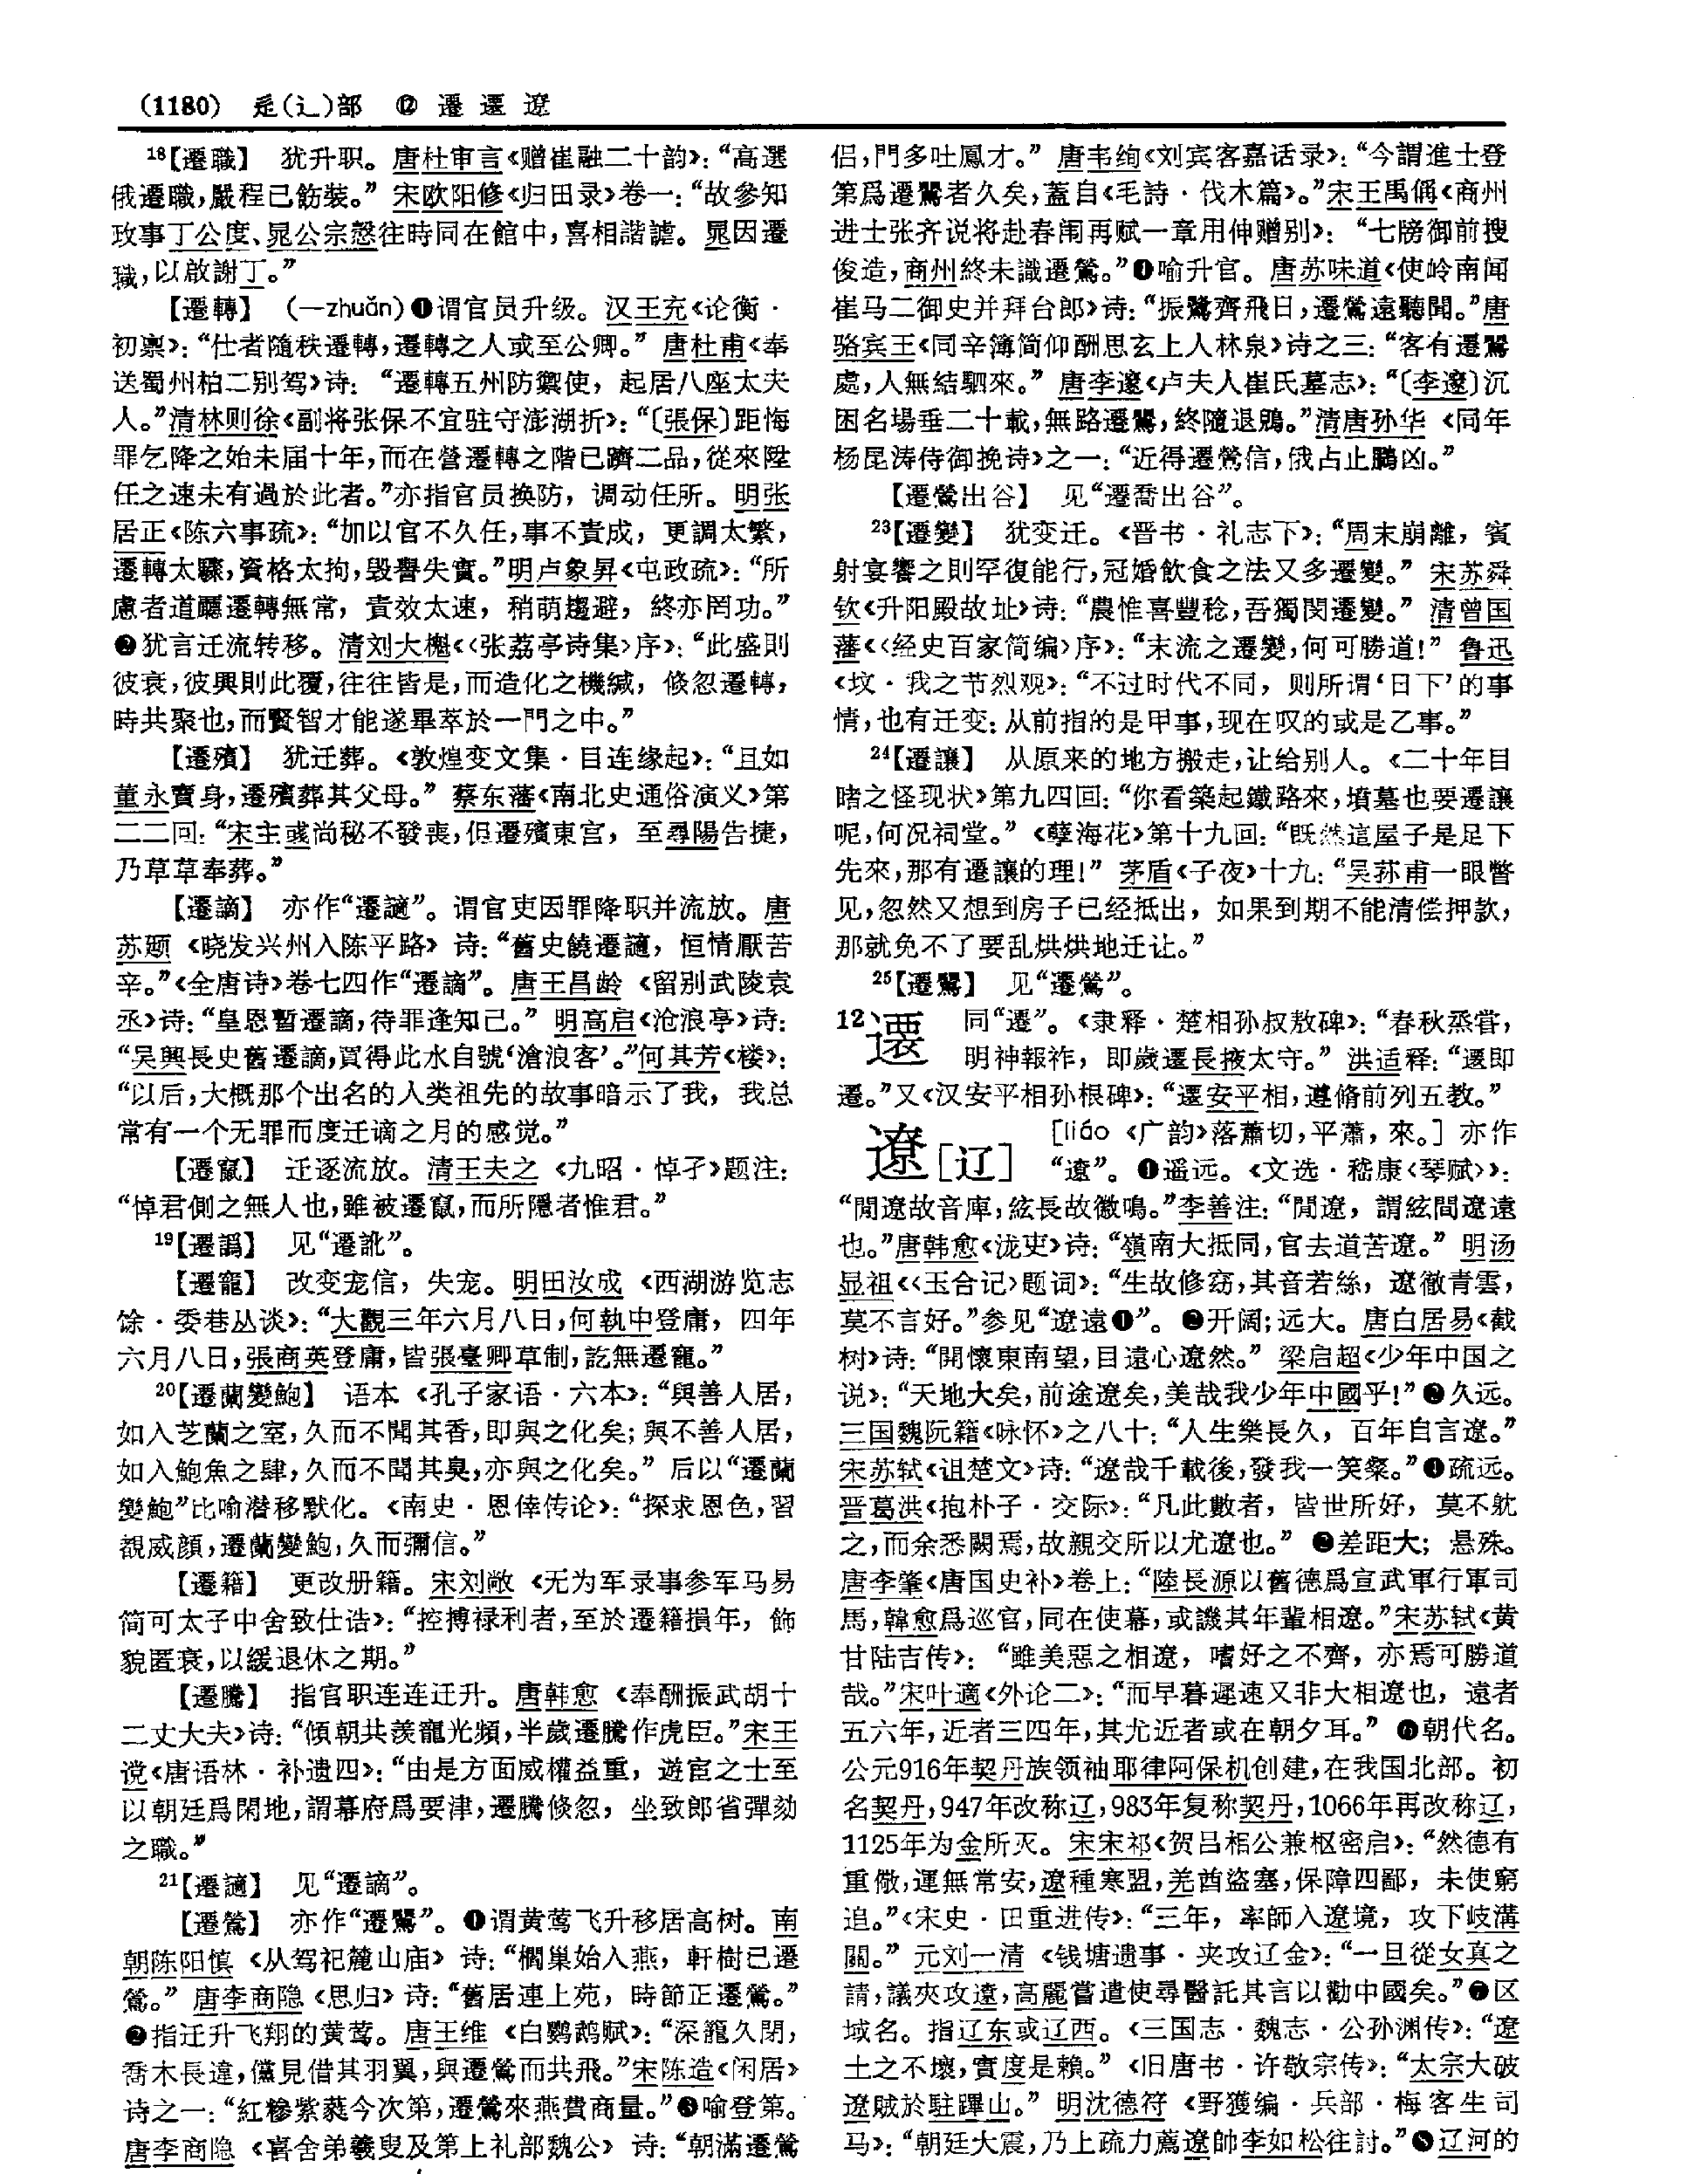 (1180) 辵(辶)部 ⑫ 遷 遝 遼
18【遷職】 犹升职。唐杜审言《赠崔融二十韵》：“高選
俄遷職，嚴程已飭裝。” 宋欧阳修《归田录》卷一：“故參知
政事丁公度、晁公宗愨往時同在館中，喜相諧謔。晁因遷
職，以啟謝丁。”
【遷轉】 （—zhuǎn）❶谓官员升级。汉王充《论衡·
初禀》：“仕者隨秩遷轉，遷轉之人或至公卿。” 唐杜甫《奉
送蜀州柏二别驾》诗：“遷轉五州防禦使，起居八座太夫
人。”清林则徐《副将张保不宜驻守澎湖折》：“〔張保〕距悔
罪乞降之始未届十年，而在營遷轉之階已躋二品，從來陞
任之速未有過於此者。”亦指官员换防，调动任所。明张
居正《陈六事疏》：“加以官不久任，事不責成，更調太繁，
遷轉太驟，資格太拘，毀譽失實。”明卢象昇《屯政疏》：“所
慮者道廳遷轉無常，責效太速，稍萌趨避，終亦罔功。”
❷犹言迁流转移。清刘大櫆《〈张荔亭诗集〉序》：“此盛則
彼衰，彼興則此覆，往往皆是，而造化之機緘，倏忽遷轉，
時共聚也，而賢智才能遂畢萃於一門之中。”
【遷殯】 犹迁葬。《敦煌变文集·目连缘起》：“且如
董永賣身，遷殯葬其父母。” 蔡东藩《南北史通俗演义》第
二二回：“宋主彧尚秘不發喪，但遷殯東宫，至尋陽告捷，
乃草草奉葬。”
【遷謫】 亦作“遷讁”。谓官吏因罪降职并流放。唐
苏颋《晓发兴州入陈平路》诗：“舊史饒遷讁，恒情厭苦
辛。”《全唐诗》卷七四作“遷謫”。唐王昌龄《留别武陵袁
丞》诗：“皇恩暫遷謫，待罪逢知己。” 明高启《沧浪亭》诗：
“吴興長史舊遷謫，買得此水自號‘滄浪客’。”何其芳《楼》：
“以后，大概那个出名的人类祖先的故事暗示了我，我总
常有一个无罪而度迁谪之月的感觉。”
【遷竄】 迁逐流放。清王夫之《九昭·悼孑》题注：
“悼君側之無人也，雖被遷竄，而所隱者惟君。”
19【遷譌】 见“遷訛”。
【遷寵】 改变宠信，失宠。明田汝成《西湖游览志
馀·委巷丛谈》：“大觀三年六月八日，何執中登庸，四年
六月八日，張商英登庸，皆張臺卿草制，訖無遷寵。”
20【遷蘭變鮑】 语本《孔子家语·六本》：“與善人居，
如入芝蘭之室，久而不聞其香，即與之化矣；與不善人居，
如入鮑魚之肆，久而不聞其臭，亦與之化矣。” 后以“遷蘭
變鮑”比喻潜移默化。《南史·恩倖传论》：“探求恩色，習
覩威顔，遷蘭變鮑，久而彌信。”
【遷籍】 更改册籍。宋刘敞《无为军录事参军马易
简可太子中舍致仕诰》：“控搏禄利者，至於遷籍損年，飾
貌匿衰，以緩退休之期。”
【遷騰】 指官职连连迁升。唐韩愈《奉酬振武胡十
二丈大夫》诗：“傾朝共羨寵光頻，半歲遷騰作虎臣。”宋王
谠《唐语林·补遗四》：“由是方面威權益重，遊宦之士至
以朝廷爲閑地，謂幕府爲要津，遷騰倏忽，坐致郎省彈劾
之職。”
21【遷讁】 见“遷謫”。
【遷鶯】 亦作“遷鸎”。❶谓黄莺飞升移居高树。南
朝陈阳慎《从驾祀麓山庙》诗：“櫚巢始入燕，軒樹已遷
鶯。” 唐李商隐《思归》诗：“舊居連上苑，時節正遷鶯。”
❷指迁升飞翔的黄莺。唐王维《白鹦鹉赋》：“深籠久閉，
喬木長違，儻見借其羽翼，與遷鶯而共飛。”宋陈造《闲居》
诗之一：“紅糝紫蕤今次第，遷鶯來燕費商量。”❸喻登第。
唐李商隐《喜舍弟羲叟及第上礼部魏公》诗：“朝滿遷鶯
侣，門多吐鳳才。” 唐韦绚《刘宾客嘉话录》：“今謂進士登
第爲遷鸎者久矣，蓋自《毛詩·伐木篇》。”宋王禹偁《商州
进士张齐说将赴春闱再赋一章用伸赠别》：“七牓御前搜
俊造，商州終未識遷鶯。”❹喻升官。唐苏味道《使岭南闻
崔马二御史并拜台郎》诗：“振鷺齊飛日，遷鶯遠聽聞。”唐
骆宾王《同辛簿简仰酬思玄上人林泉》诗之三：“客有遷鸎
處，人無結駟來。” 唐李邃《卢夫人崔氏墓志》：“〔李邃〕沉
困名場垂二十載，無路遷鸎，終隨退鷁。”清唐孙华《同年
杨昆涛侍御挽诗》之一：“近得遷鶯信，俄占止鵩凶。”
【遷鶯出谷】 见“遷喬出谷”。
23【遷變】 犹变迁。《晋书·礼志下》：“周末崩離，賓
射宴饗之則罕復能行，冠婚飲食之法又多遷變。” 宋苏舜
钦《升阳殿故址》诗：“農惟喜豐稔，吾獨閔遷變。” 清曾国
藩《〈经史百家简编〉序》：“末流之遷變，何可勝道！” 鲁迅
《坟·我之节烈观》：“不过时代不同，则所谓‘日下’的事
情，也有迁变：从前指的是甲事，现在叹的或是乙事。”
24【遷讓】 从原来的地方搬走，让给别人。《二十年目
睹之怪现状》第九四回：“你看築起鐵路來，墳墓也要遷讓
呢，何况祠堂。”《孽海花》第十九回：“既然這屋子是足下
先來，那有遷讓的理！” 茅盾《子夜》十九：“吴荪甫一眼瞥
见，忽然又想到房子已经抵出，如果到期不能清偿押款，
那就免不了要乱烘烘地迁让。”
25【遷鸎】 见“遷鶯”。
12遝 同“遷”。《隶释·楚相孙叔敖碑》：“春秋烝嘗，
明神報祚，即歲遝長掖太守。” 洪适释：“遝即
遷。”又《汉安平相孙根碑》：“遝安平相，遵脩前列五教。”
遼[辽] [liáo 《广韵》落蕭切，平蕭，來。] 亦作
“遼”。❶遥远。《文选·嵇康〈琴赋〉》：
“閒遼故音庳，絃長故徽鳴。”李善注：“閒遼，謂絃間遼遠
也。”唐韩愈《泷吏》诗：“嶺南大抵同，官去道苦遼。” 明汤
显祖《〈玉合记〉题词》：“生故修窈，其音若絲，遼徹青雲，
莫不言好。”参见“遼遠❶”。❷开阔；远大。唐白居易《截
树》诗：“開懷東南望，目遠心遼然。” 梁启超《少年中国之
说》：“天地大矣，前途遼矣，美哉我少年中國乎！”❸久远。
三国魏阮籍《咏怀》之八十：“人生樂長久，百年自言遼。”
宋苏轼《诅楚文》诗：“遼哉千載後，發我一笑粲。”❹疏远。
晋葛洪《抱朴子·交际》：“凡此數者，皆世所好，莫不躭
之，而余悉闕焉，故親交所以尤遼也。” ❺差距大；悬殊。
唐李肇《唐国史补》卷上：“陸長源以舊德爲宣武軍行軍司
馬，韓愈爲巡官，同在使幕，或譏其年輩相遼。”宋苏轼《黄
甘陆吉传》：“雖美惡之相遼，嗜好之不齊，亦焉可勝道
哉。”宋叶適《外论二》：“而早暮遲速又非大相遼也，遠者
五六年，近者三四年，其尤近者或在朝夕耳。” ❻朝代名。
公元916年契丹族领袖耶律阿保机创建，在我国北部。初
名契丹，947年改称辽，983年复称契丹，1066年再改称辽，
1125年为金所灭。宋宋祁《贺吕相公兼枢密启》：“然德有
重儆，運無常安，遼種寒盟，羌酋盜塞，保障四鄙，未使窮
追。”《宋史·田重进传》：“三年，率師入遼境，攻下岐溝
關。” 元刘一清《钱塘遗事·夹攻辽金》：“一旦從女真之
請，議夾攻遼，高麗嘗遣使尋醫託其言以勸中國矣。”❼区
域名。指辽东或辽西。《三国志·魏志·公孙渊传》：“遼
土之不壞，實度是賴。”《旧唐书·许敬宗传》：“太宗大破
遼賊於駐蹕山。” 明沈德符《野獲编·兵部·梅客生司
马》：“朝廷大震，乃上疏力薦遼帥李如松往討。”❽辽河的